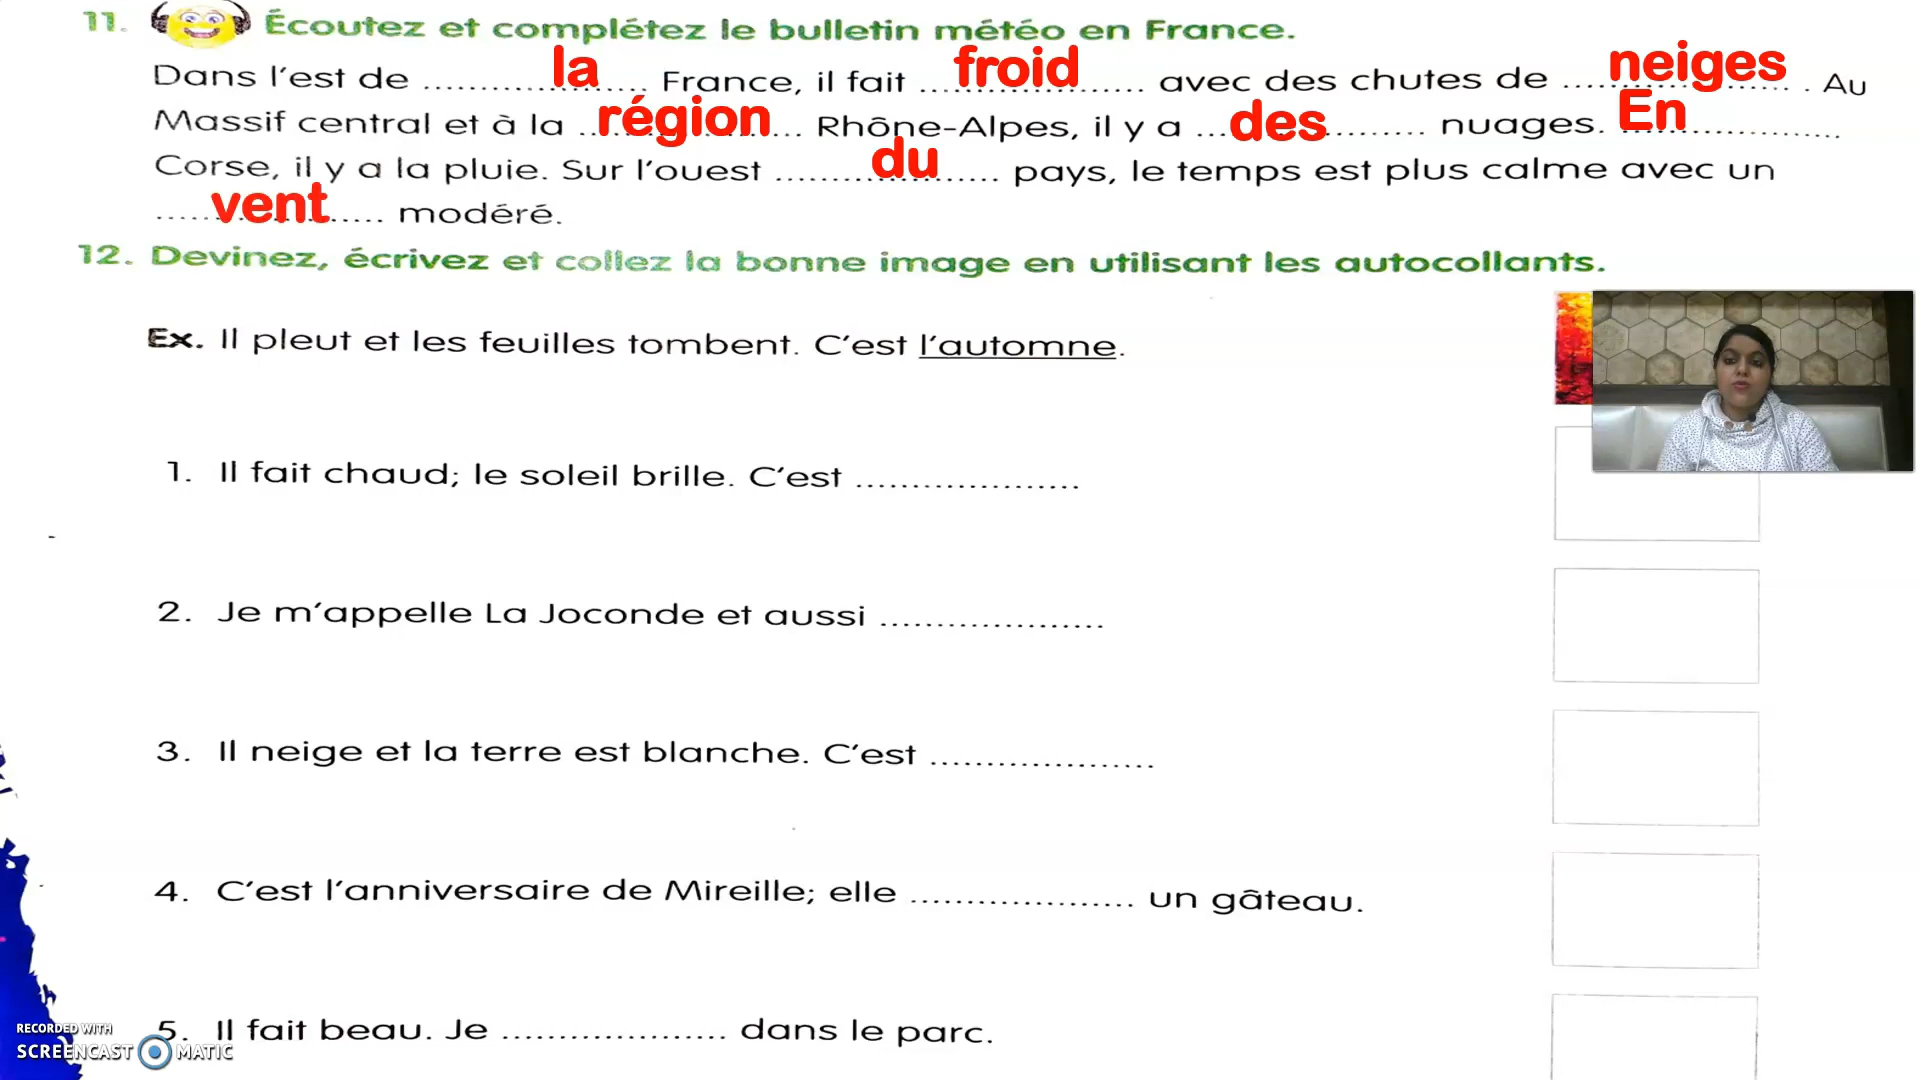 11. Écoutez et complétez le bulletin météo en France.
Dans l'est de ........ la ........ France, il fait ........ froid ........ avec des chutes de ........ neiges ........ . Au
Massif central et à la ........ région ........ Rhône-Alpes, il y a ........ des ........ nuages. ........ En ........
Corse, il y a la pluie. Sur l'ouest ........ du ........ pays, le temps est plus calme avec un
........ vent ........ modéré.
12. Devinez, écrivez et collez la bonne image en utilisant les autocollants.
Ex. Il pleut et les feuilles tombent. C'est l'automne.
1. Il fait chaud; le soleil brille. C'est ....................
2. Je m'appelle La Joconde et aussi ....................
3. Il neige et la terre est blanche. C'est ....................
4. C'est l'anniversaire de Mireille; elle .................... un gâteau.
5. Il fait beau. Je .................... dans le parc.
RECORDED WITH
SCREENCAST MATIC